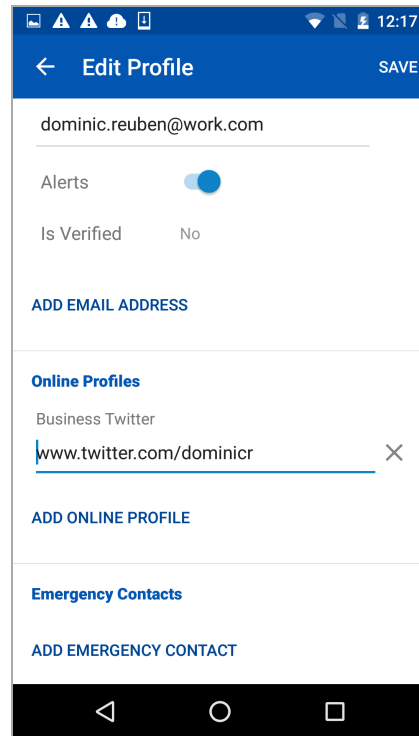 12:17
Edit Profile SAVE
dominic.reuben@work.com
Alerts
Is Verified No
ADD EMAIL ADDRESS
Online Profiles
Business Twitter
www.twitter.com/dominicr
ADD ONLINE PROFILE
Emergency Contacts
ADD EMERGENCY CONTACT